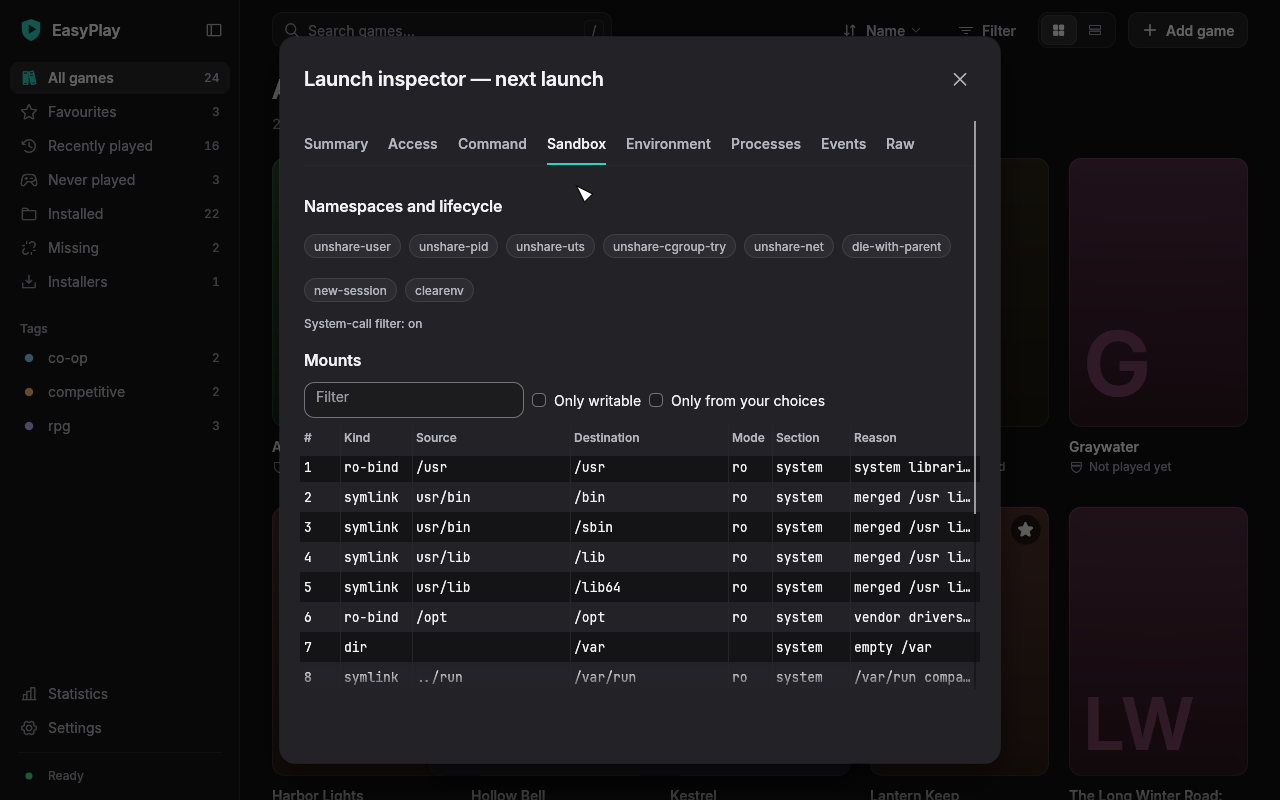 EasyPlay
Search games...
/
Name
Filter
Add game
All games 24
Favourites 3
Recently played 16
Never played 3
Installed 22
Missing 2
Installers 1
Tags
co-op 2
competitive 2
rpg 3
Statistics
Settings
Ready
Launch inspector — next launch
Summary Access Command Sandbox Environment Processes Events Raw
Namespaces and lifecycle
unshare-user unshare-pid unshare-uts unshare-cgroup-try unshare-net die-with-parent
new-session clearenv
System-call filter: on
Mounts
Filter
Only writable
Only from your choices
# Kind Source Destination Mode Section Reason
1 ro-bind /usr /usr ro system system librari…
2 symlink usr/bin /bin ro system merged /usr li…
3 symlink usr/bin /sbin ro system merged /usr li…
4 symlink usr/lib /lib ro system merged /usr li…
5 symlink usr/lib /lib64 ro system merged /usr li…
6 ro-bind /opt /opt ro system vendor drivers…
7 dir /var system empty /var
8 symlink ../run /var/run ro system /var/run compa…
G
Graywater
Not played yet
LW
Harbor Lights
Hollow Bell
Kestrel
Lantern Keep
The Long Winter Road: